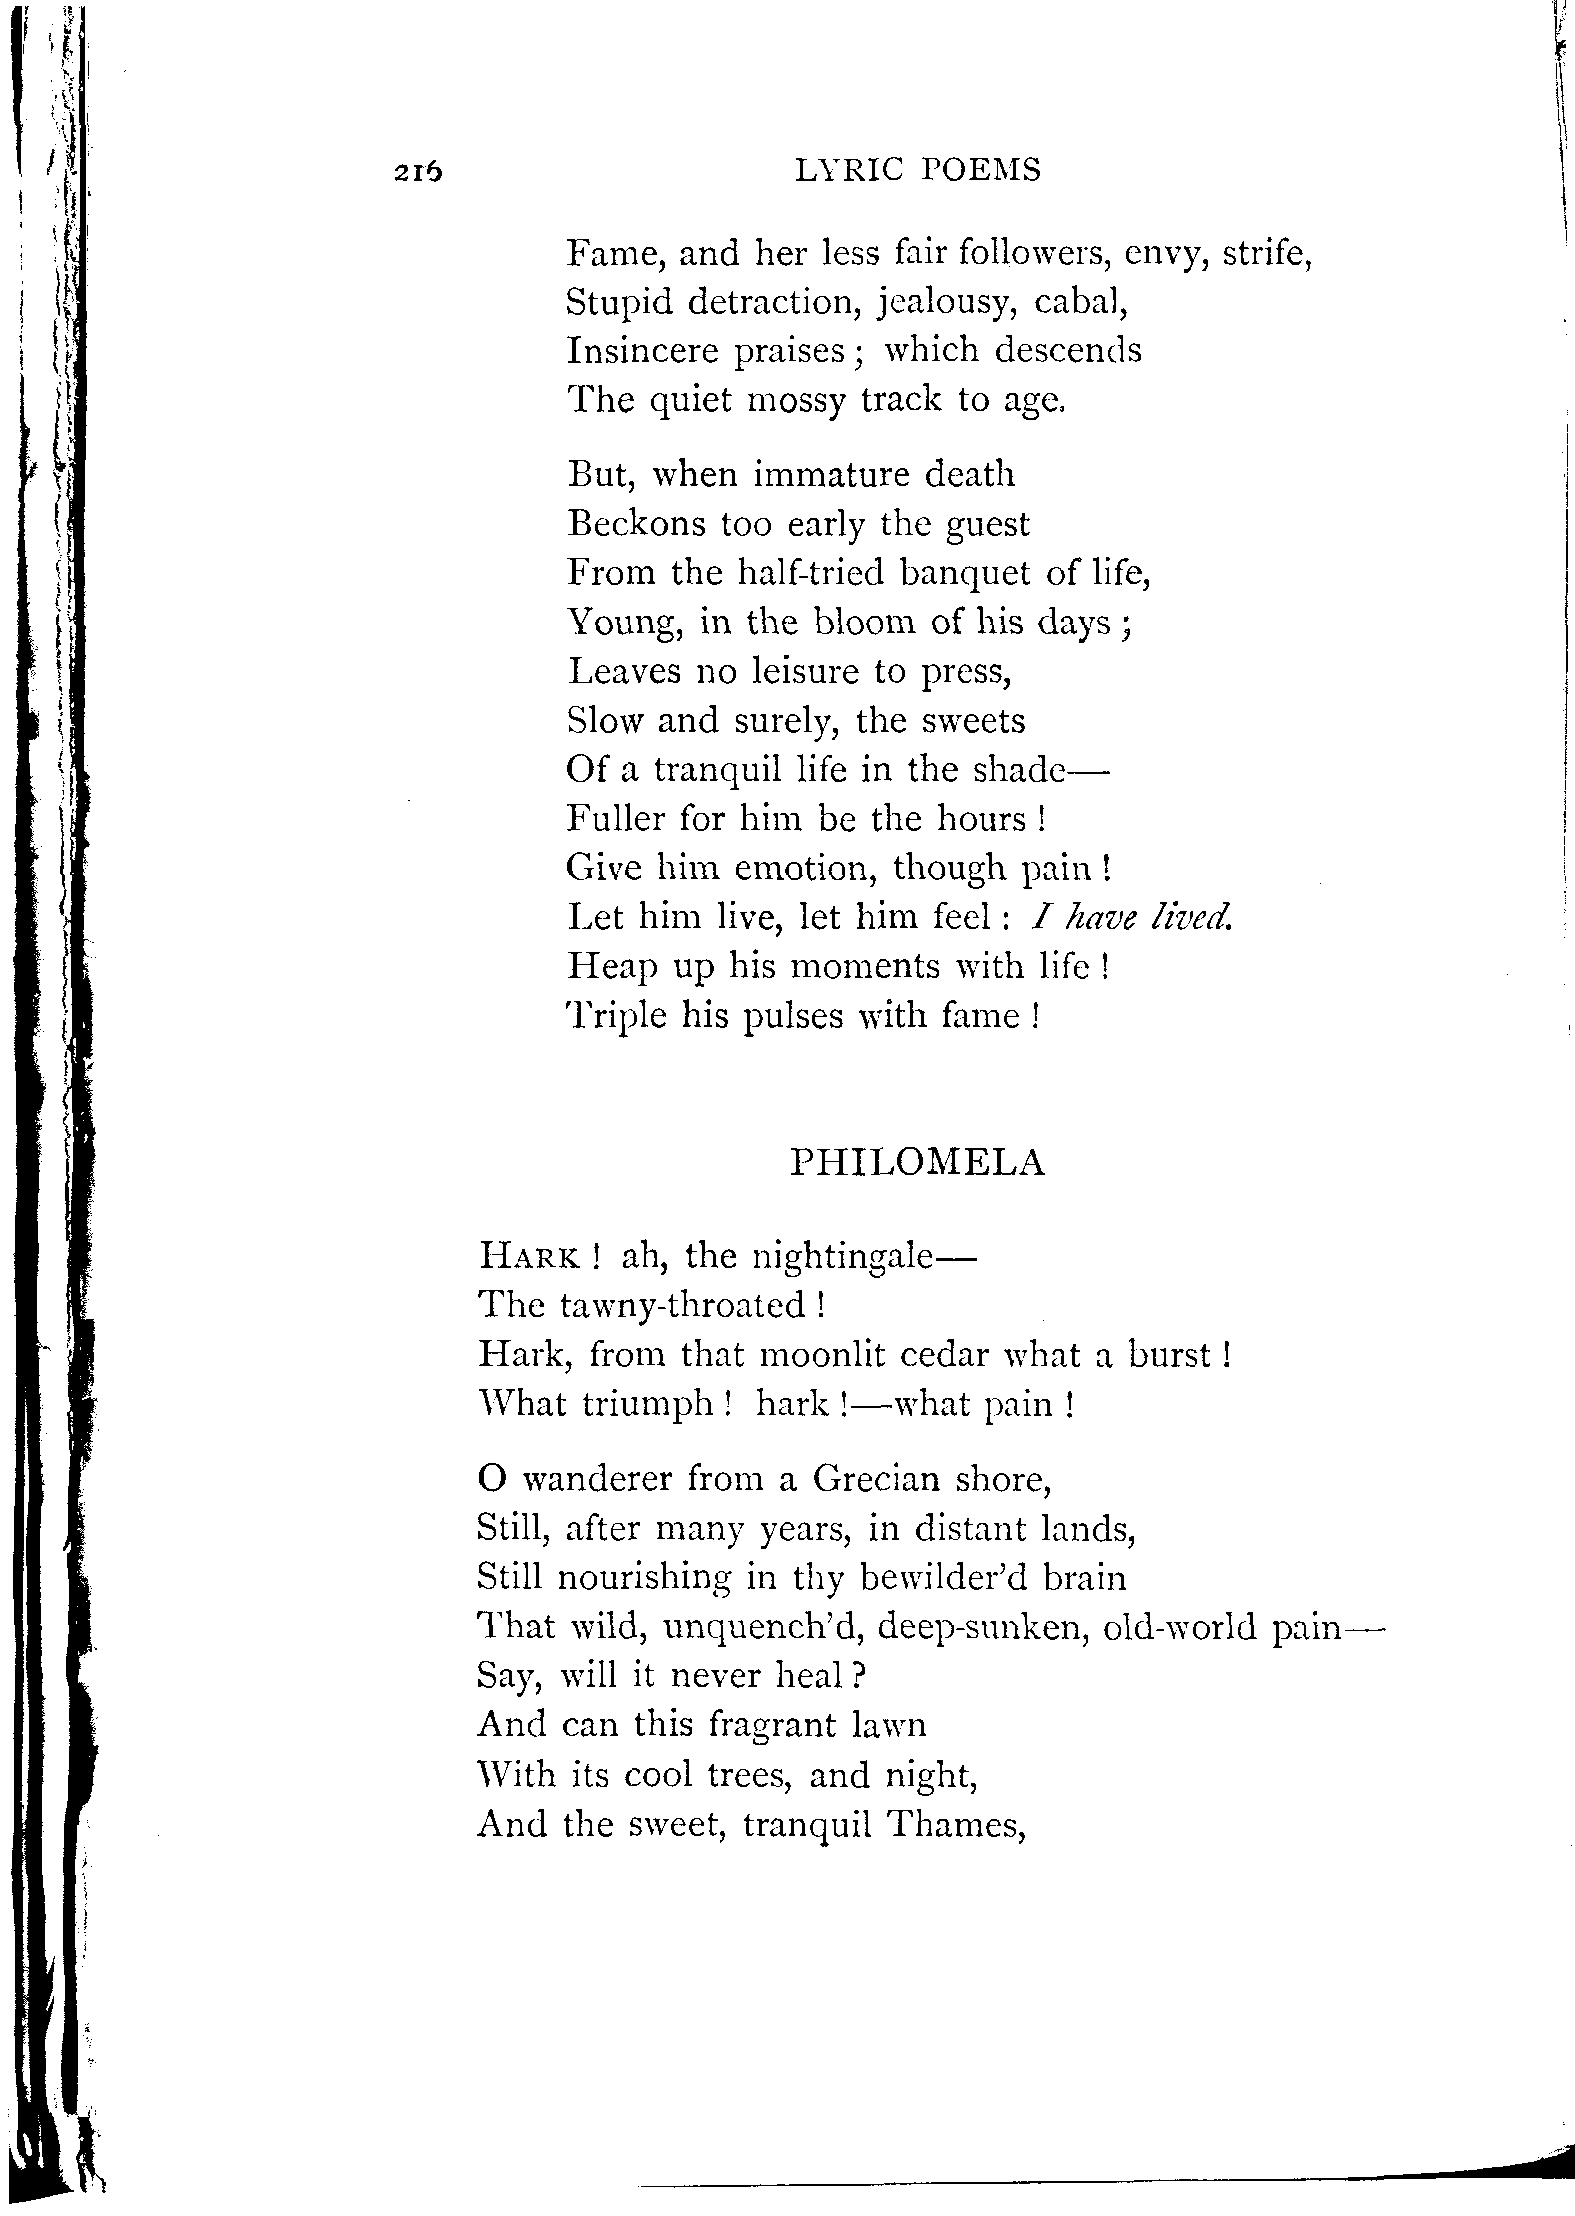 216 LYRIC POEMS
Fame, and her less fair followers, envy, strife,
Stupid detraction, jealousy, cabal,
Insincere praises ; which descends
The quiet mossy track to age.
But, when immature death
Beckons too early the guest
From the half-tried banquet of life,
Young, in the bloom of his days ;
Leaves no leisure to press,
Slow and surely, the sweets
Of a tranquil life in the shade—
Fuller for him be the hours !
Give him emotion, though pain !
Let him live, let him feel : I have lived.
Heap up his moments with life !
Triple his pulses with fame !
PHILOMELA
HARK ! ah, the nightingale—
The tawny-throated !
Hark, from that moonlit cedar what a burst !
What triumph ! hark !—what pain !
O wanderer from a Grecian shore,
Still, after many years, in distant lands,
Still nourishing in thy bewilder'd brain
That wild, unquench'd, deep-sunken, old-world pain—
Say, will it never heal ?
And can this fragrant lawn
With its cool trees, and night,
And the sweet, tranquil Thames,